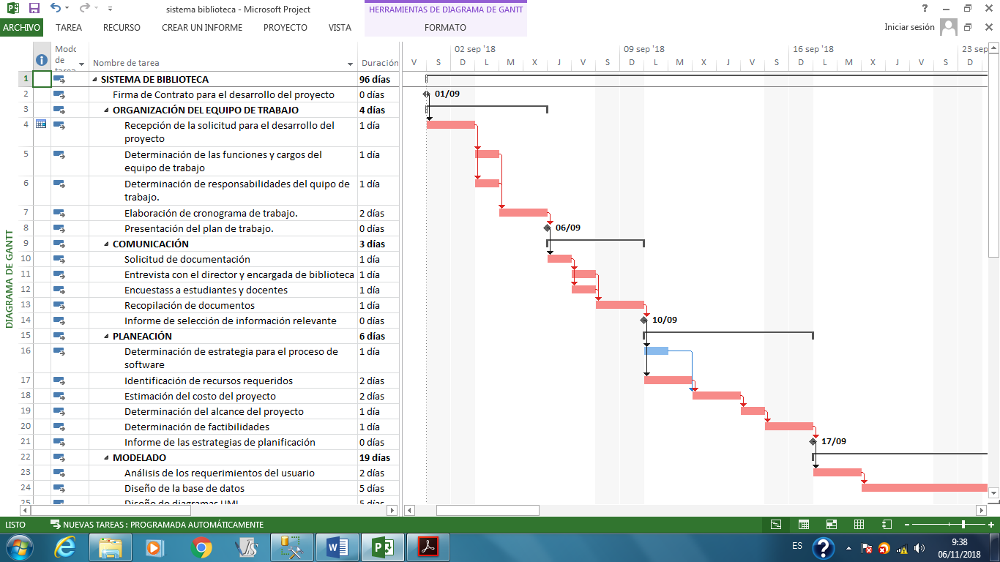 sistema biblioteca - Microsoft Project
HERRAMIENTAS DE DIAGRAMA DE GANTT
ARCHIVO TAREA RECURSO CREAR UN INFORME PROYECTO VISTA FORMATO Iniciar sesión
Modo de tarea Nombre de tarea Duración
02 sep '18 09 sep '18 16 sep '18 23 sep
V S D L M X J V S D L M X J V S D L M X J V S D
1 SISTEMA DE BIBLIOTECA 96 días
2 Firma de Contrato para el desarrollo del proyecto 0 días 01/09
3 ORGANIZACIÓN DEL EQUIPO DE TRABAJO 4 días
4 Recepción de la solicitud para el desarrollo del 1 día
proyecto
5 Determinación de las funciones y cargos del 1 día
equipo de trabajo
6 Determinación de responsabilidades del quipo de 1 día
trabajo.
7 Elaboración de cronograma de trabajo. 2 días
8 Presentación del plan de trabajo. 0 días 06/09
9 COMUNICACIÓN 3 días
10 Solicitud de documentación 1 día
11 Entrevista con el director y encargada de biblioteca 1 día
12 Encuestass a estudiantes y docentes 1 día
13 Recopilación de documentos 1 día
14 Informe de selección de información relevante 0 días 10/09
15 PLANEACIÓN 6 días
16 Determinación de estrategia para el proceso de 1 día
software
17 Identificación de recursos requeridos 2 días
18 Estimación del costo del proyecto 2 días
19 Determinación del alcance del proyecto 1 día
20 Determinación de factibilidades 1 día
21 Informe de las estrategias de planificación 0 días 17/09
22 MODELADO 19 días
23 Análisis de los requerimientos del usuario 2 días
24 Diseño de la base de datos 5 días
25 Diseño de diagramas UML 5 días
DIAGRAMA DE GANTT
LISTO NUEVAS TAREAS : PROGRAMADA AUTOMÁTICAMENTE
ES 9:38
06/11/2018